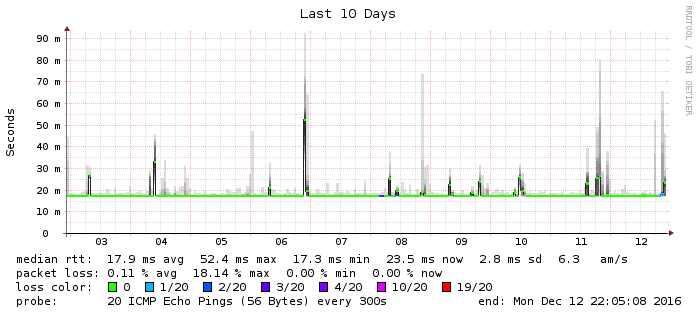 Last 10 Days
RRDTOOL / TOBI OETIKER
Seconds
90 m
80 m
70 m
60 m
50 m
40 m
30 m
20 m
10 m
0
03 04 05 06 07 08 09 10 11 12
median rtt: 17.9 ms avg 52.4 ms max 17.3 ms min 23.5 ms now 2.8 ms sd 6.3 am/s
packet loss: 0.11 % avg 18.14 % max 0.00 % min 0.00 % now
loss color: 0 1/20 2/20 3/20 4/20 10/20 19/20
probe: 20 ICMP Echo Pings (56 Bytes) every 300s end: Mon Dec 12 22:05:08 2016